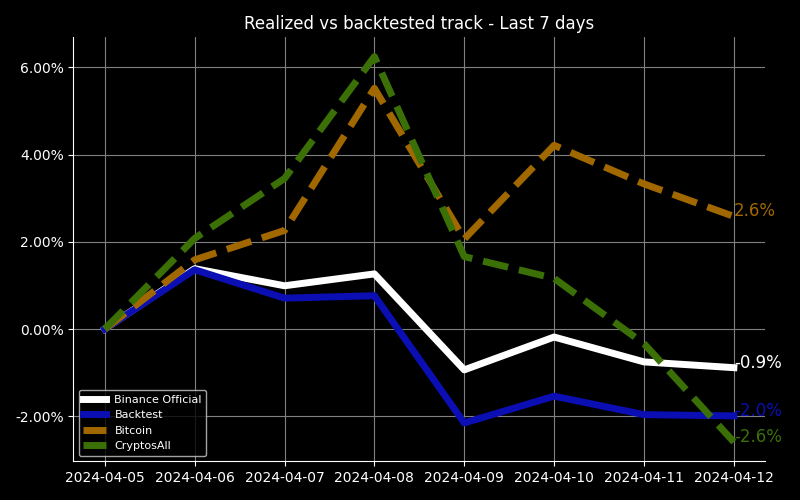 Realized vs backtested track - Last 7 days
6.00%
4.00%
2.00%
0.00%
-2.00%
2.6%
-0.9%
-2.0%
-2.6%
Binance Official
Backtest
Bitcoin
CryptosAll
2024-04-05 2024-04-06 2024-04-07 2024-04-08 2024-04-09 2024-04-10 2024-04-11 2024-04-12